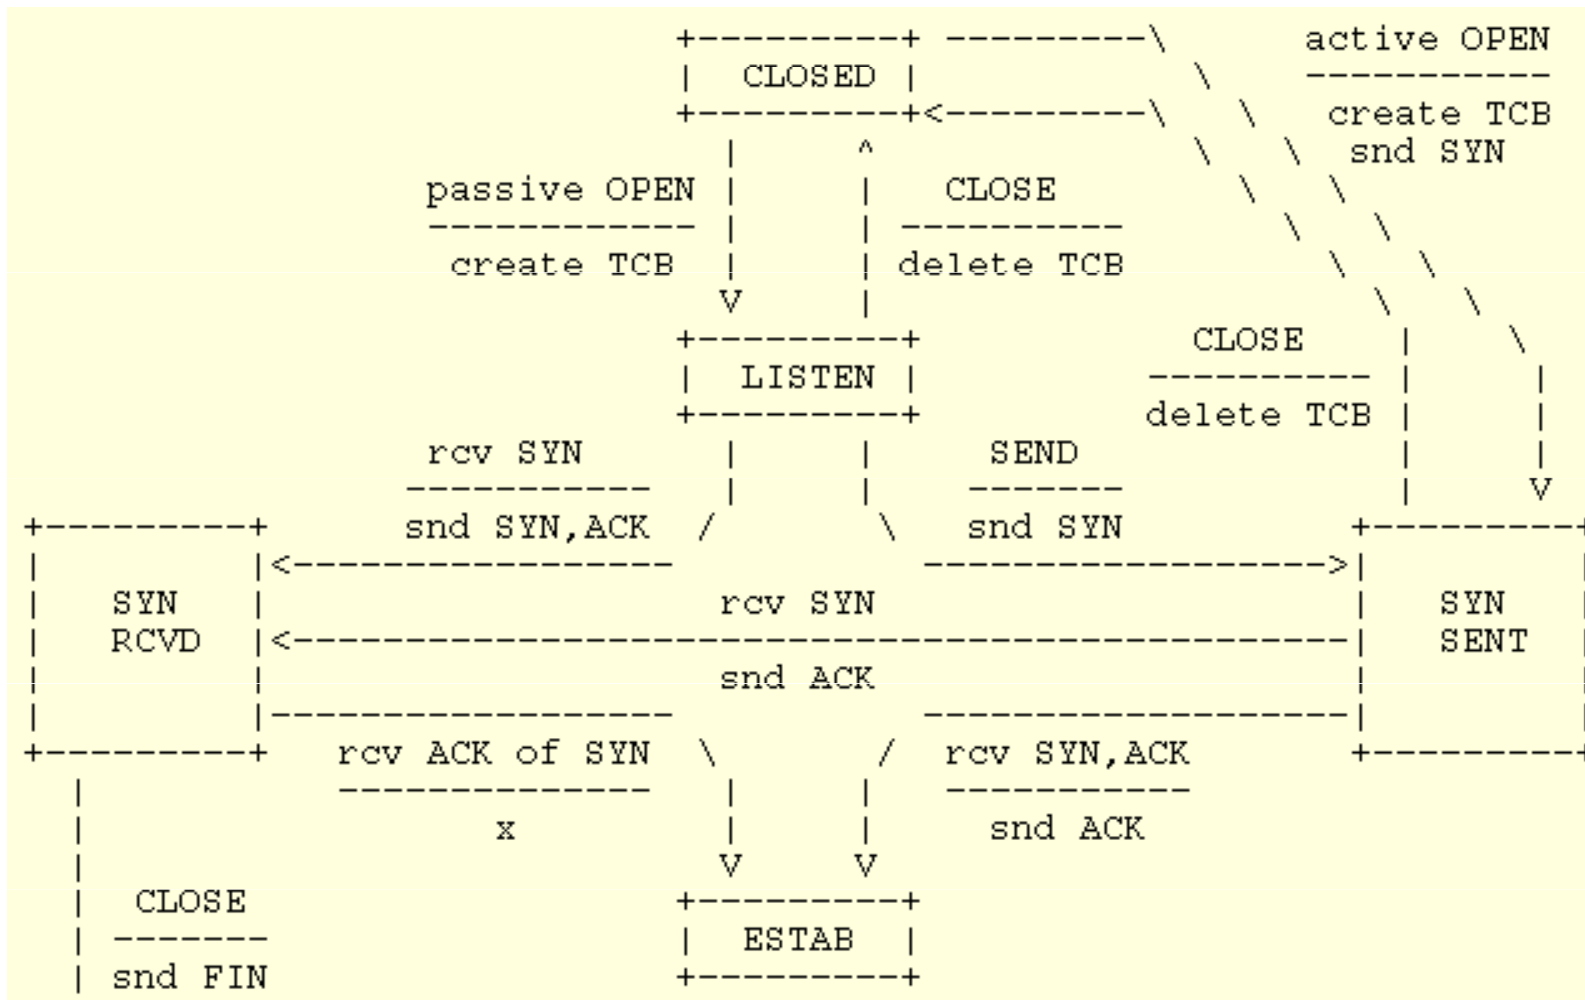 +---------+ ---------\ active OPEN
| CLOSED | \ -----------
+---------+<---------\ \ create TCB
| ^ \ \ snd SYN
passive OPEN | | CLOSE \ \
------------ | | ---------- \ \
create TCB | | delete TCB \ \
V | \ \
+---------+ CLOSE | \
| LISTEN | ---------- | |
+---------+ delete TCB | |
rcv SYN | | SEND | |
----------- | | ------- | V
+---------+ snd SYN,ACK / \ snd SYN +---------+
| |<------------------ ------------------->| |
| SYN | rcv SYN | SYN |
| RCVD |<------------------------------------------------| SENT |
| | snd ACK | |
| |------------------ -------------------| |
+---------+ rcv ACK of SYN \ / rcv SYN,ACK +---------+
| -------------- | | -----------
| x | | snd ACK
| V V
| CLOSE +---------+
| ------- | ESTAB |
| snd FIN +---------+